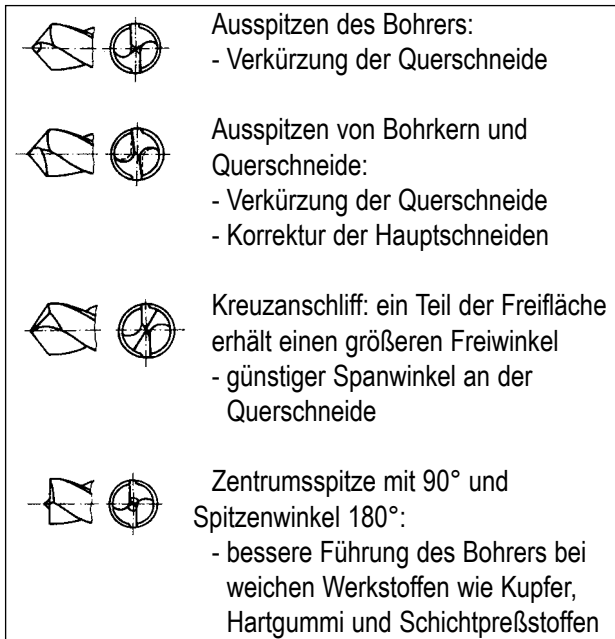 Ausspitzen des Bohrers:
- Verkürzung der Querschneide
Ausspitzen von Bohrkern und
Querschneide:
- Verkürzung der Querschneide
- Korrektur der Hauptschneiden
Kreuzanschliff: ein Teil der Freifläche
erhält einen größeren Freiwinkel
- günstiger Spanwinkel an der
Querschneide
Zentrumsspitze mit 90° und
Spitzenwinkel 180°:
- bessere Führung des Bohrers bei
weichen Werkstoffen wie Kupfer,
Hartgummi und Schichtpreßstoffen